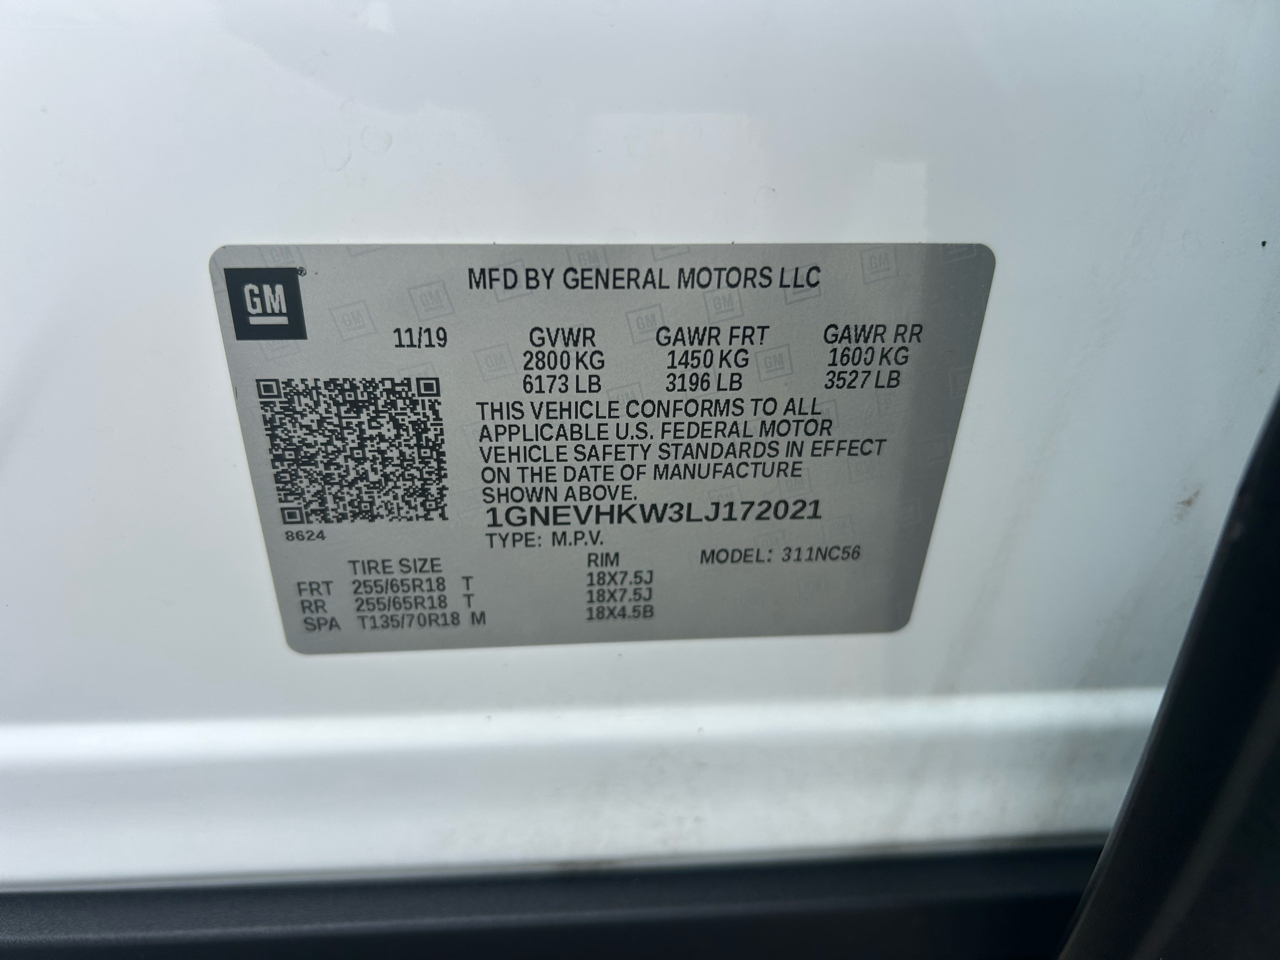 GM®
MFD BY GENERAL MOTORS LLC
11/19 GVWR GAWR FRT GAWR RR
2800 KG 1450 KG 1600 KG
6173 LB 3196 LB 3527 LB
THIS VEHICLE CONFORMS TO ALL
APPLICABLE U.S. FEDERAL MOTOR
VEHICLE SAFETY STANDARDS IN EFFECT
ON THE DATE OF MANUFACTURE
SHOWN ABOVE.
1GNEVHKW3LJ172021
8624
TYPE: M.P.V.
TIRE SIZE RIM MODEL: 311NC56
FRT 255/65R18 T 18X7.5J
RR 255/65R18 T 18X7.5J
SPA T135/70R18 M 18X4.5B